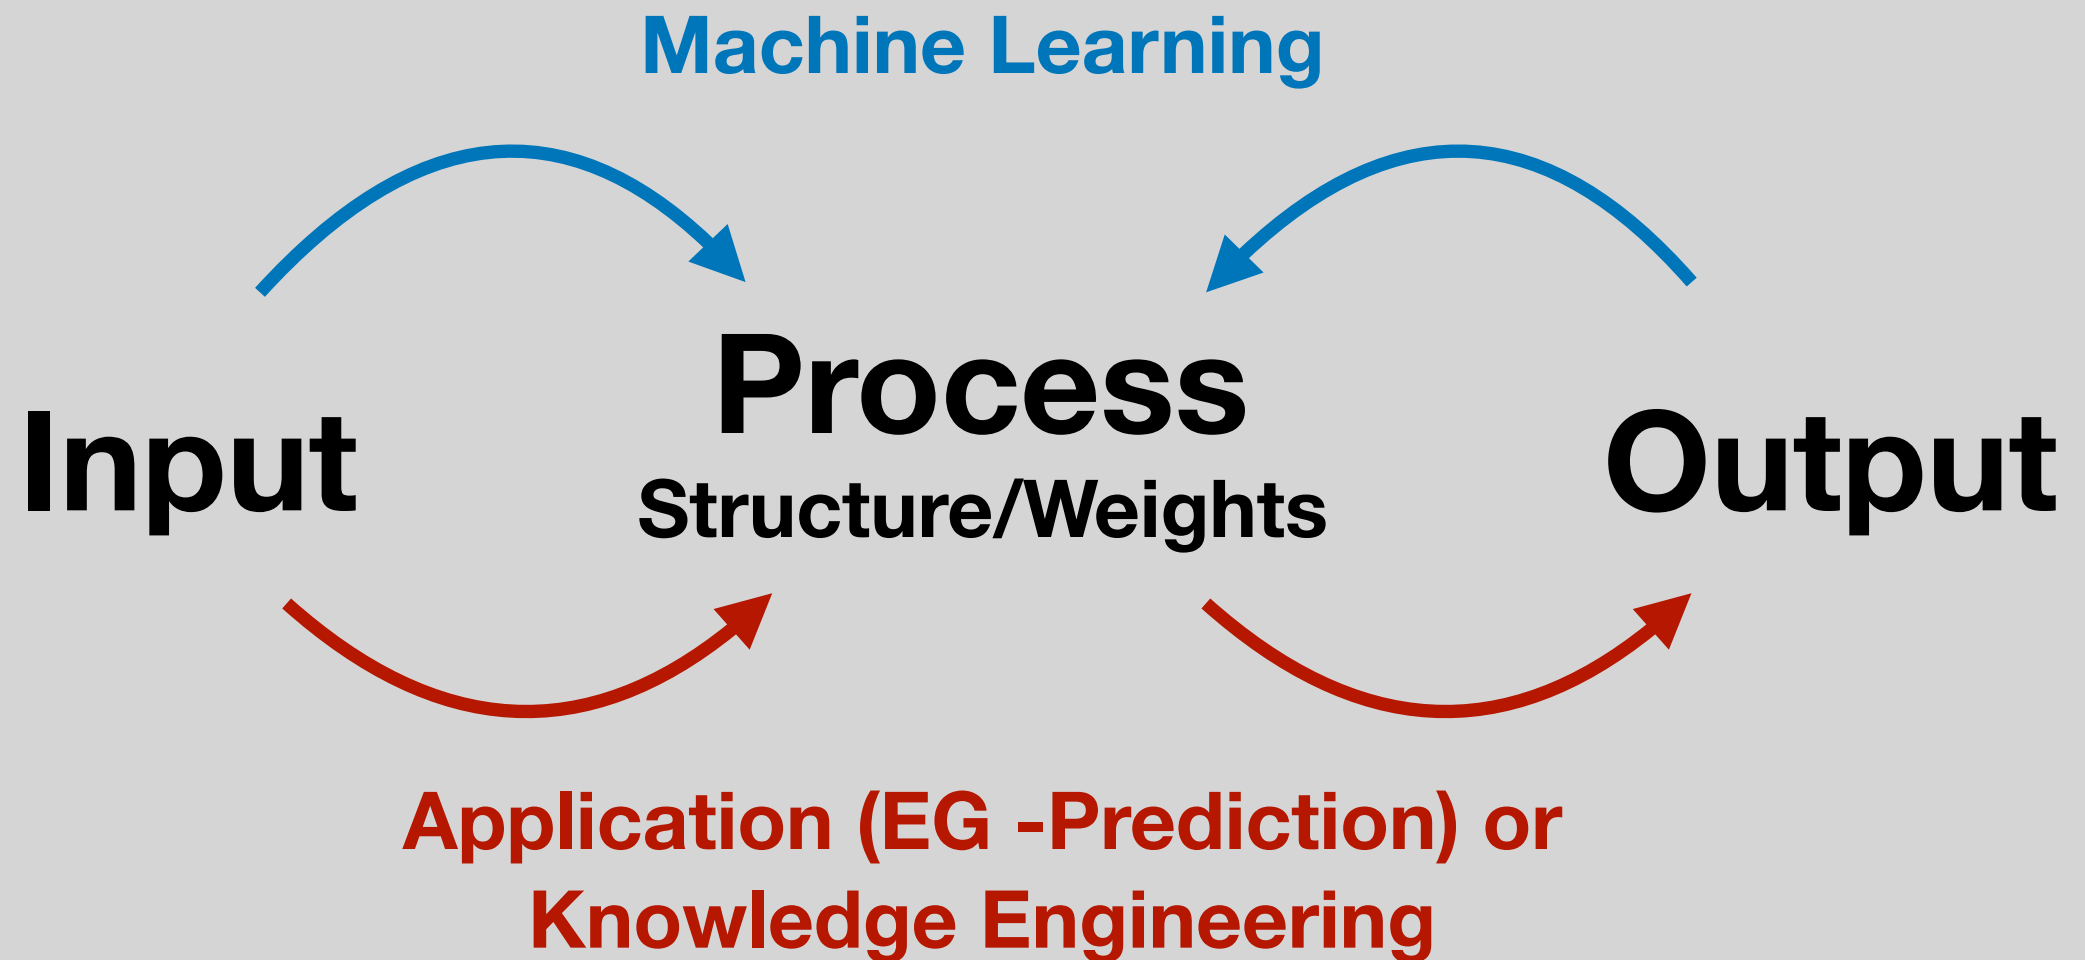 Machine Learning
Process
Input
Output
Structure/Weights
Application (EG -Prediction) or
Knowledge Engineering